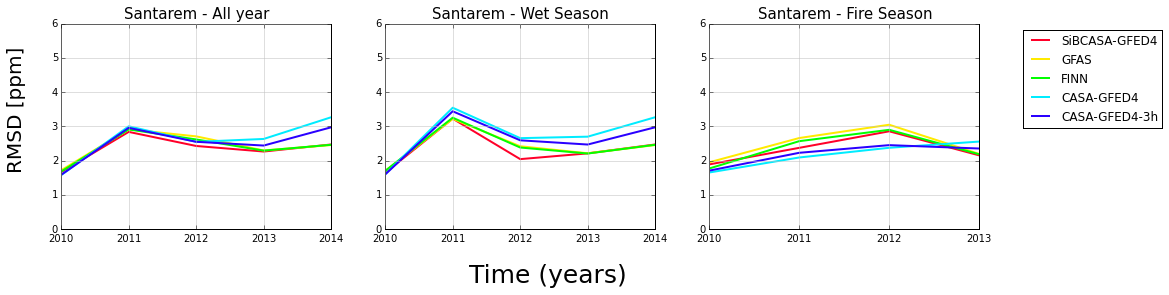 Santarem - All year
Santarem - Wet Season
Santarem - Fire Season
RMSD [ppm]
6
5
4
3
2
1
0
2010 2011 2012 2013 2014
6
5
4
3
2
1
0
2010 2011 2012 2013 2014
6
5
4
3
2
1
0
2010 2011 2012 2013
SiBCASA-GFED4
GFAS
FINN
CASA-GFED4
CASA-GFED4-3h
Time (years)